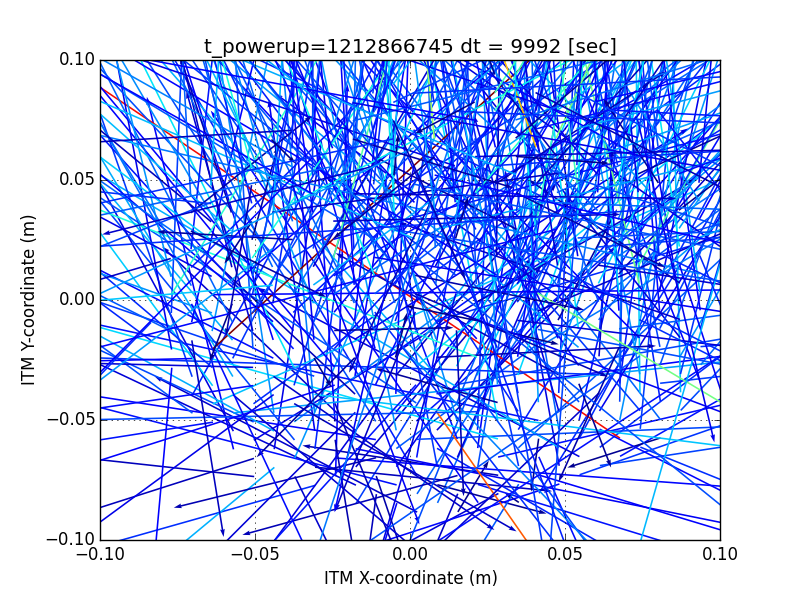 t_powerup=1212866745 dt = 9992 [sec]
0.10
0.05
0.00
−0.05
−0.10
ITM Y-coordinate (m)
−0.10 −0.05 0.00 0.05 0.10
ITM X-coordinate (m)